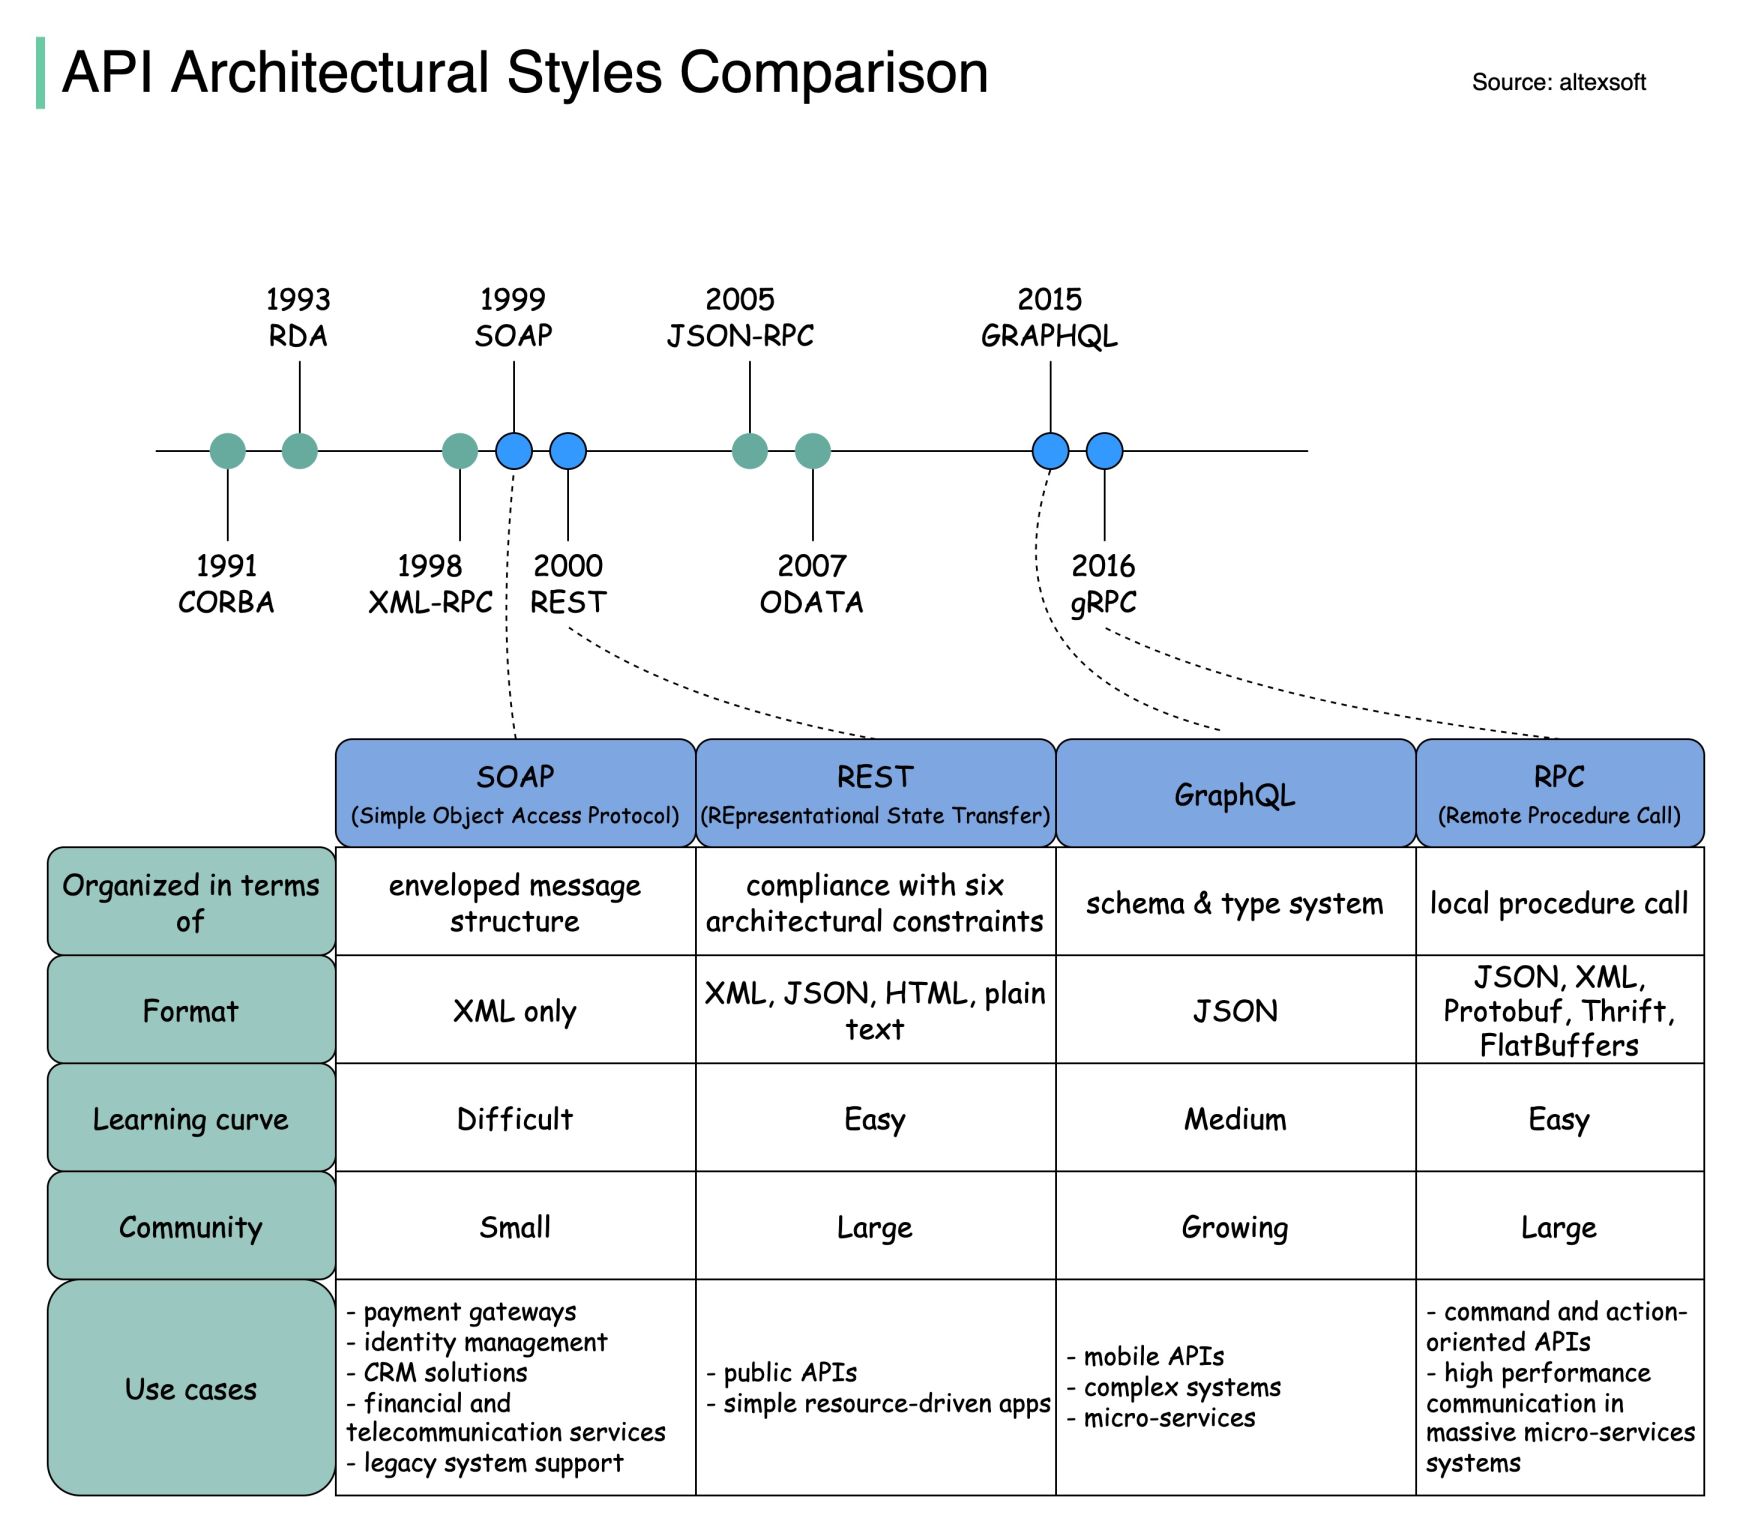 API Architectural Styles Comparison
Source: altexsoft
1993
RDA
1999
SOAP
2005
JSON-RPC
2015
GRAPHQL
1991
CORBA
1998
XML-RPC
2000
REST
2007
ODATA
2016
gRPC
SOAP
(Simple Object Access Protocol)
REST
(REpresentational State Transfer)
GraphQL
RPC
(Remote Procedure Call)
Organized in terms
of
enveloped message
structure
compliance with six
architectural constraints
schema & type system
local procedure call
Format
XML only
XML, JSON, HTML, plain
text
JSON
JSON, XML,
Protobuf, Thrift,
FlatBuffers
Learning curve
Difficult
Easy
Medium
Easy
Community
Small
Large
Growing
Large
Use cases
- payment gateways
- identity management
- CRM solutions
- financial and
telecommunication services
- legacy system support
- public APIs
- simple resource-driven apps
- mobile APIs
- complex systems
- micro-services
- command and action-
oriented APIs
- high performance
communication in
massive micro-services
systems